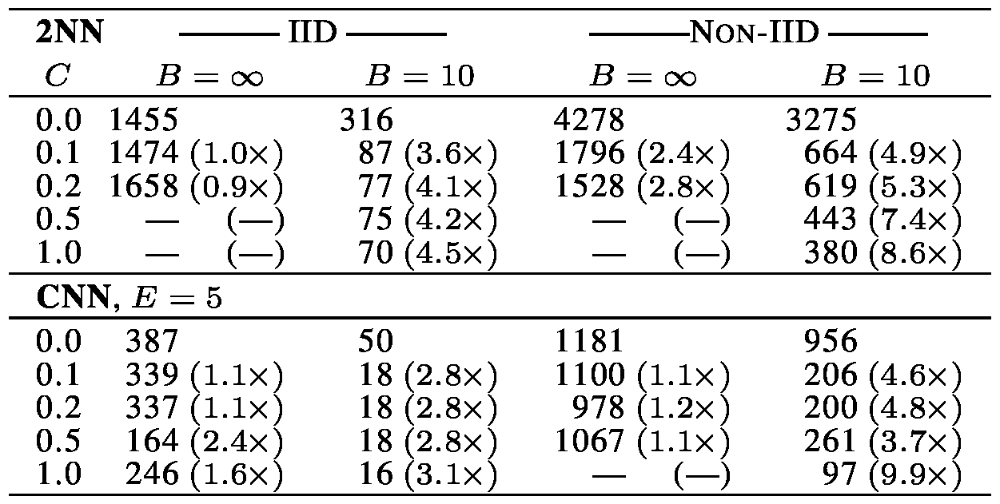 2NN ——— IID ——— ———NON-IID ———
C B = ∞ B = 10 B = ∞ B = 10
0.0 1455 316 4278 3275
0.1 1474 (1.0×) 87 (3.6×) 1796 (2.4×) 664 (4.9×)
0.2 1658 (0.9×) 77 (4.1×) 1528 (2.8×) 619 (5.3×)
0.5 — (—) 75 (4.2×) — (—) 443 (7.4×)
1.0 — (—) 70 (4.5×) — (—) 380 (8.6×)
CNN, E = 5
0.0 387 50 1181 956
0.1 339 (1.1×) 18 (2.8×) 1100 (1.1×) 206 (4.6×)
0.2 337 (1.1×) 18 (2.8×) 978 (1.2×) 200 (4.8×)
0.5 164 (2.4×) 18 (2.8×) 1067 (1.1×) 261 (3.7×)
1.0 246 (1.6×) 16 (3.1×) — (—) 97 (9.9×)